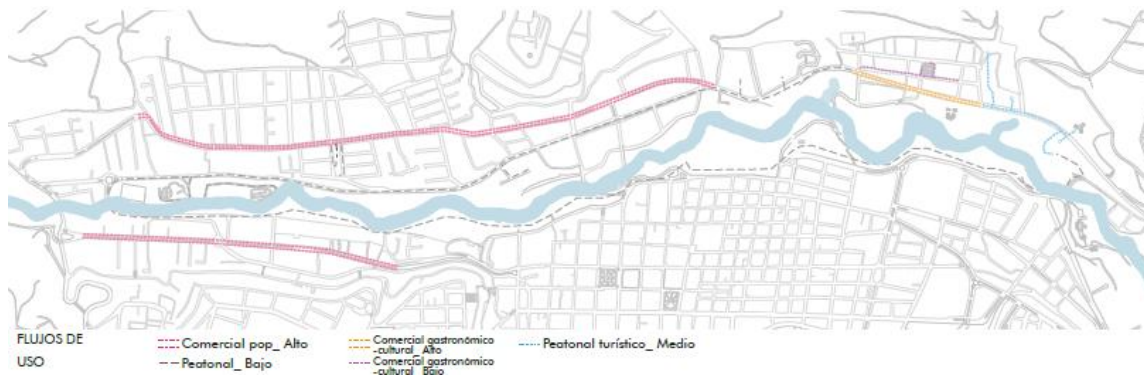 FLUJOS DE
USO
Comercial pop_ Alto
Peatonal_ Bajo
Comercial gastronómico
-cultural_ Alto
Comercial gastronómico
-cultural_ Bajo
Peatonal turístico_ Medio